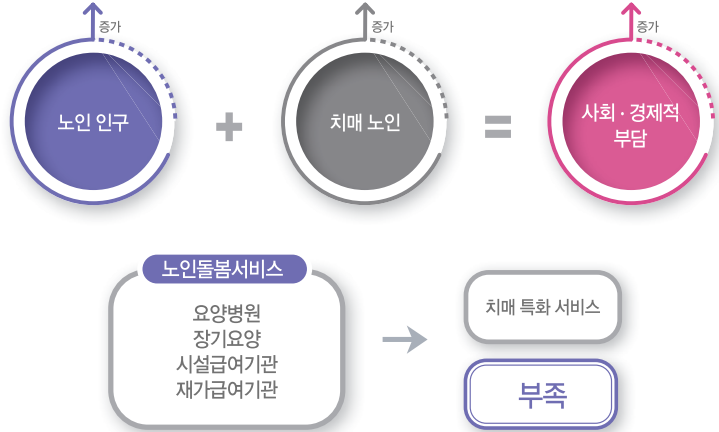 증가
증가
증가
노인 인구
치매 노인
사회 · 경제적
부담
노인돌봄서비스
요양병원
장기요양
시설급여기관
재가급여기관
치매 특화 서비스
부족